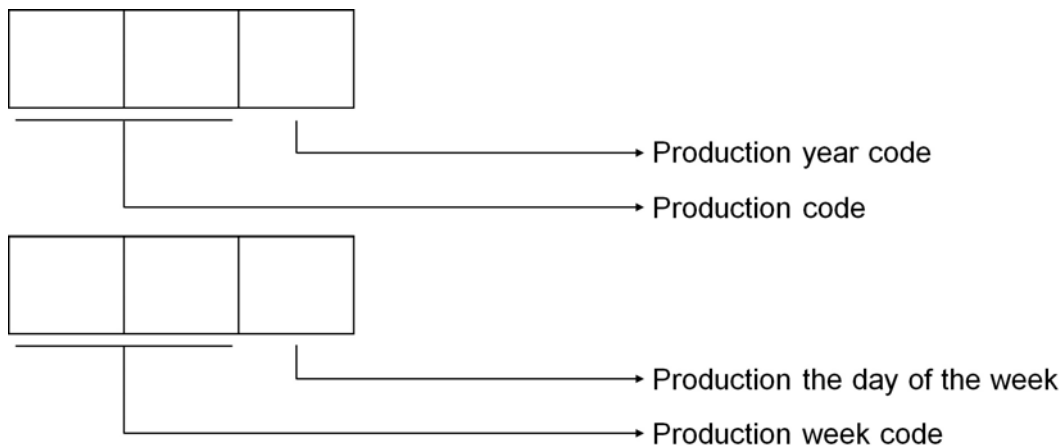 Production year code
Production code
Production the day of the week
Production week code